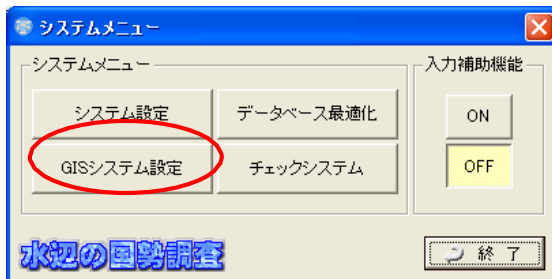 システムメニュー
システムメニュー
入力補助機能
システム設定
データベース最適化
ON
GISシステム設定
チェックシステム
OFF
水辺の国勢調査
終了